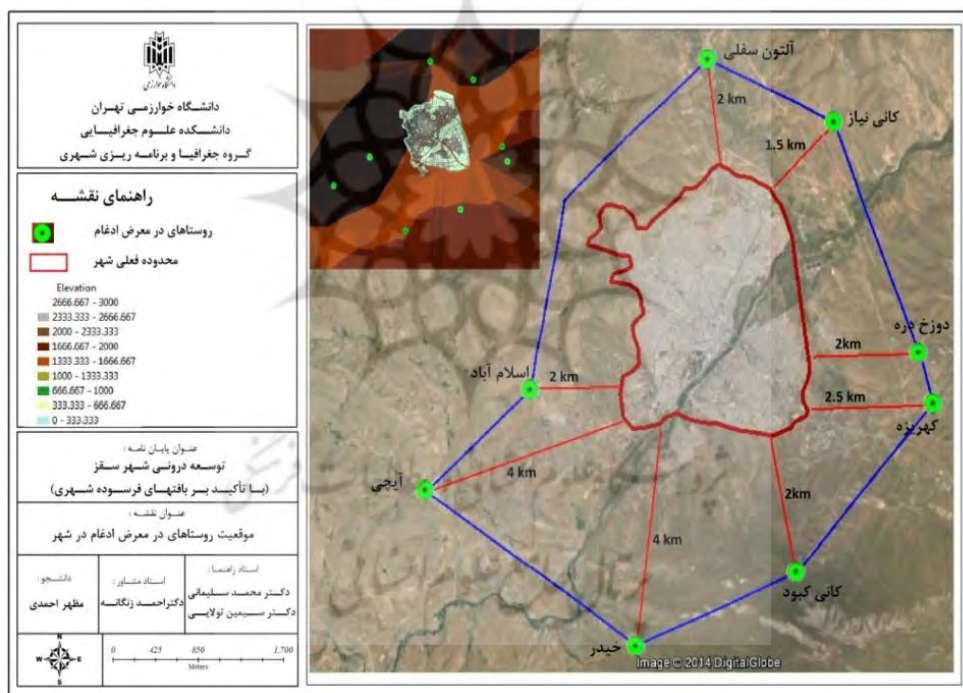 دانشگاه خوارزمی تهران
دانشکده علوم جغرافیایی
گروه جغرافیا و برنامه ریزی شهری
راهنمای نقشه
روستاهای در معرض ادغام
محدوده فعلی شهر
Elevation
2666.667 - 3000
2333.333 - 2666.667
2000 - 2333.333
1666.667 - 2000
1333.333 - 1666.667
1000 - 1333.333
666.667 - 1000
333.333 - 666.667
0 - 333.333
عنوان پایان نامه :
توسعه درونی شهر سقز
(با تأکید بر بافتهای فرسوده شهری)
عنوان نقشه :
موقعیت روستاهای در معرض ادغام در شهر
استاد راهنما :
دکتر محمد سلیمانی
دکتر سیمین تولایی
استاد مشاور :
دکتراحمد زنگانه
دانشجو :
مظهر احمدی
N
W E
S
0 425 850 1,700
Meters
آلتون سفلی
2 km
کانی نیاز
1.5 km
دوزخ دره
2km
2.5 km
کهریزه
اسلام آباد
2 km
آیچی
4 km
4 km
2km
کانی کبود
خیدر
Image © 2014 DigitalGlobe